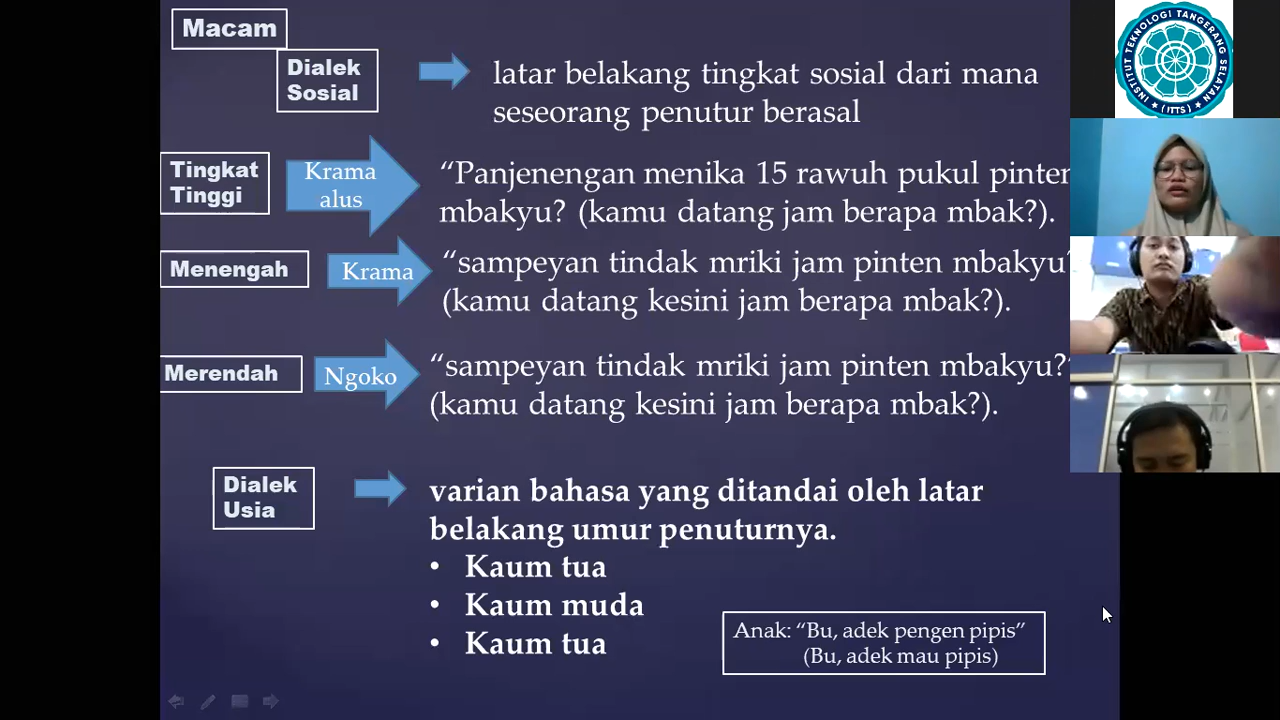 Macam
Dialek
Sosial
latar belakang tingkat sosial dari mana
seseorang penutur berasal
Tingkat
Tinggi
Krama
alus
“Panjenengan menika 15 rawuh pukul pinten
mbakyu? (kamu datang jam berapa mbak?).
Menengah
Krama
“sampeyan tindak mriki jam pinten mbakyu?
(kamu datang kesini jam berapa mbak?).
Merendah
Ngoko
“sampeyan tindak mriki jam pinten mbakyu?”
(kamu datang kesini jam berapa mbak?).
Dialek
Usia
varian bahasa yang ditandai oleh latar
belakang umur penuturnya.
• Kaum tua
• Kaum muda
• Kaum tua
Anak: “Bu, adek pengen pipis”
(Bu, adek mau pipis)
INSTITUT TEKNOLOGI TANGERANG SELATAN
(ITTS)